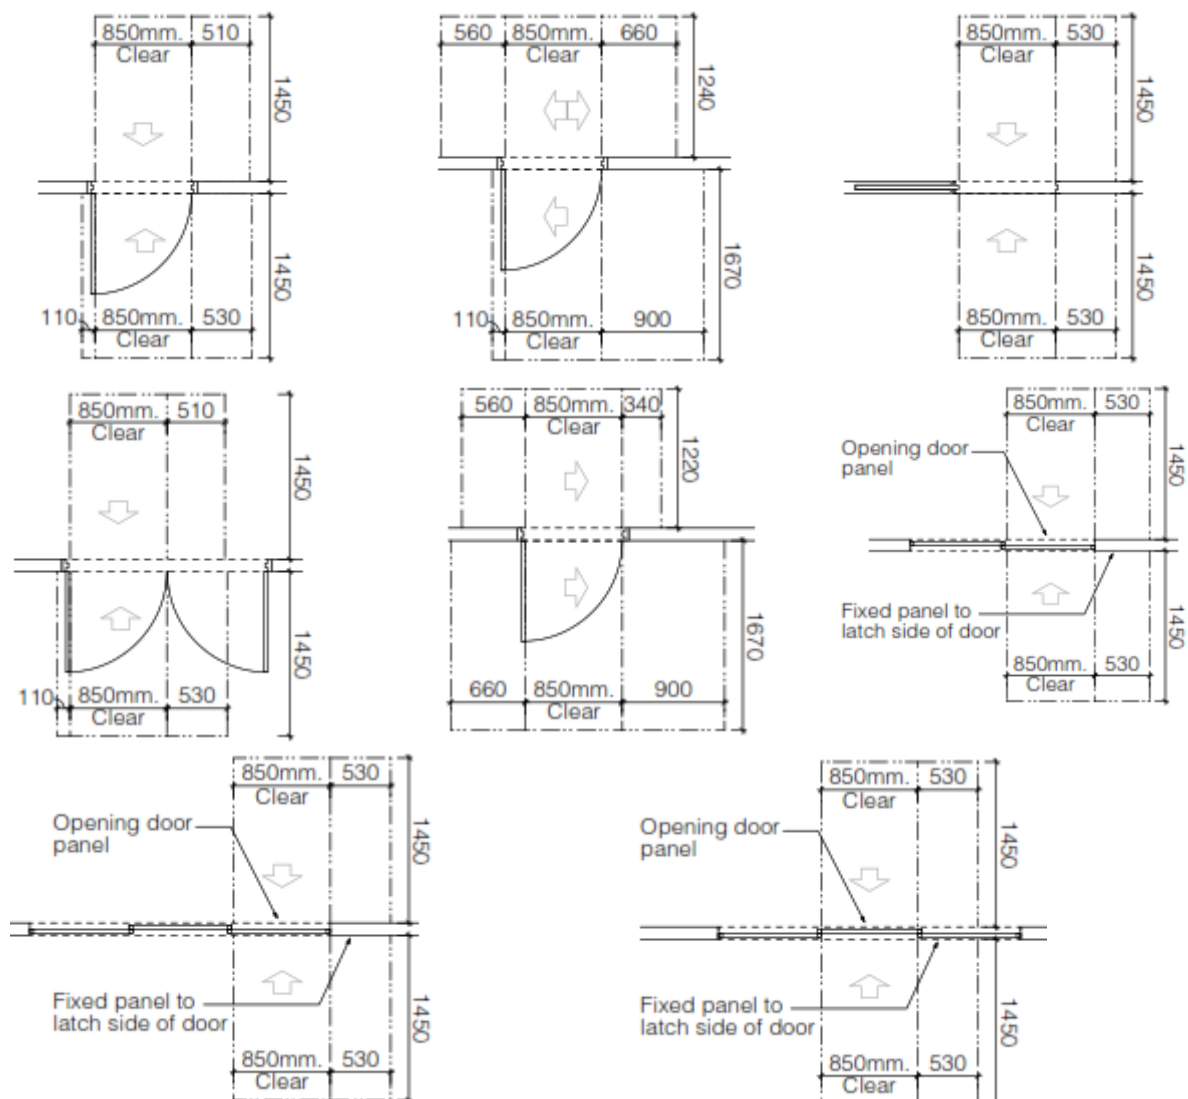 850mm. 510
Clear
1450
1450
110 850mm. 530
Clear
560 850mm. 660
Clear
1240
1670
110 850mm. 900
Clear
850mm. 530
Clear
1450
1450
850mm. 530
Clear
850mm. 510
Clear
1450
1450
110 850mm. 530
Clear
560 850mm. 340
Clear
1220
1670
660 850mm. 900
Clear
850mm. 530
Clear
1450
Opening door
panel
Fixed panel to
latch side of door
1450
850mm. 530
Clear
850mm. 530
Clear
1450
Opening door
panel
Fixed panel to
latch side of door
1450
850mm. 530
Clear
850mm. 530
Clear
1450
Opening door
panel
Fixed panel to
latch side of door
1450
850mm. 530
Clear